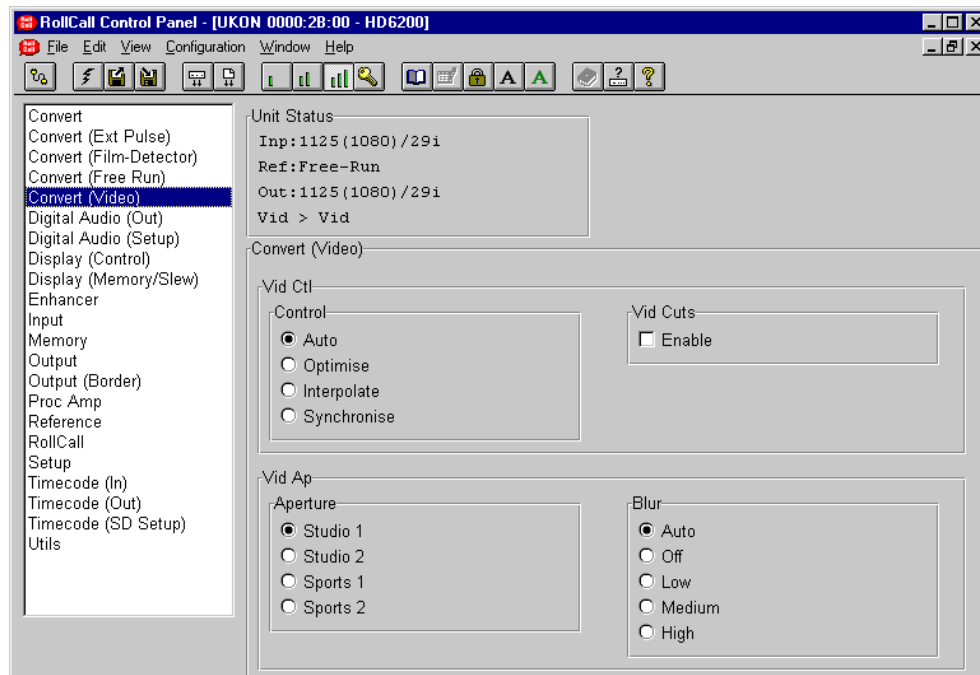 RollCall Control Panel - [UKON 0000:2B:00 - HD6200]
File Edit View Configuration Window Help
A A
Convert
Convert (Ext Pulse)
Convert (Film-Detector)
Convert (Free Run)
Convert (Video)
Digital Audio (Out)
Digital Audio (Setup)
Display (Control)
Display (Memory/Slew)
Enhancer
Input
Memory
Output
Output (Border)
Proc Amp
Reference
RollCall
Setup
Timecode (In)
Timecode (Out)
Timecode (SD Setup)
Utils
Unit Status
Inp:1125(1080)/29i
Ref:Free-Run
Out:1125(1080)/29i
Vid > Vid
Convert (Video)
Vid Ctl
Control
Auto
Optimise
Interpolate
Synchronise
Vid Cuts
Enable
Vid Ap
Aperture
Studio 1
Studio 2
Sports 1
Sports 2
Blur
Auto
Off
Low
Medium
High